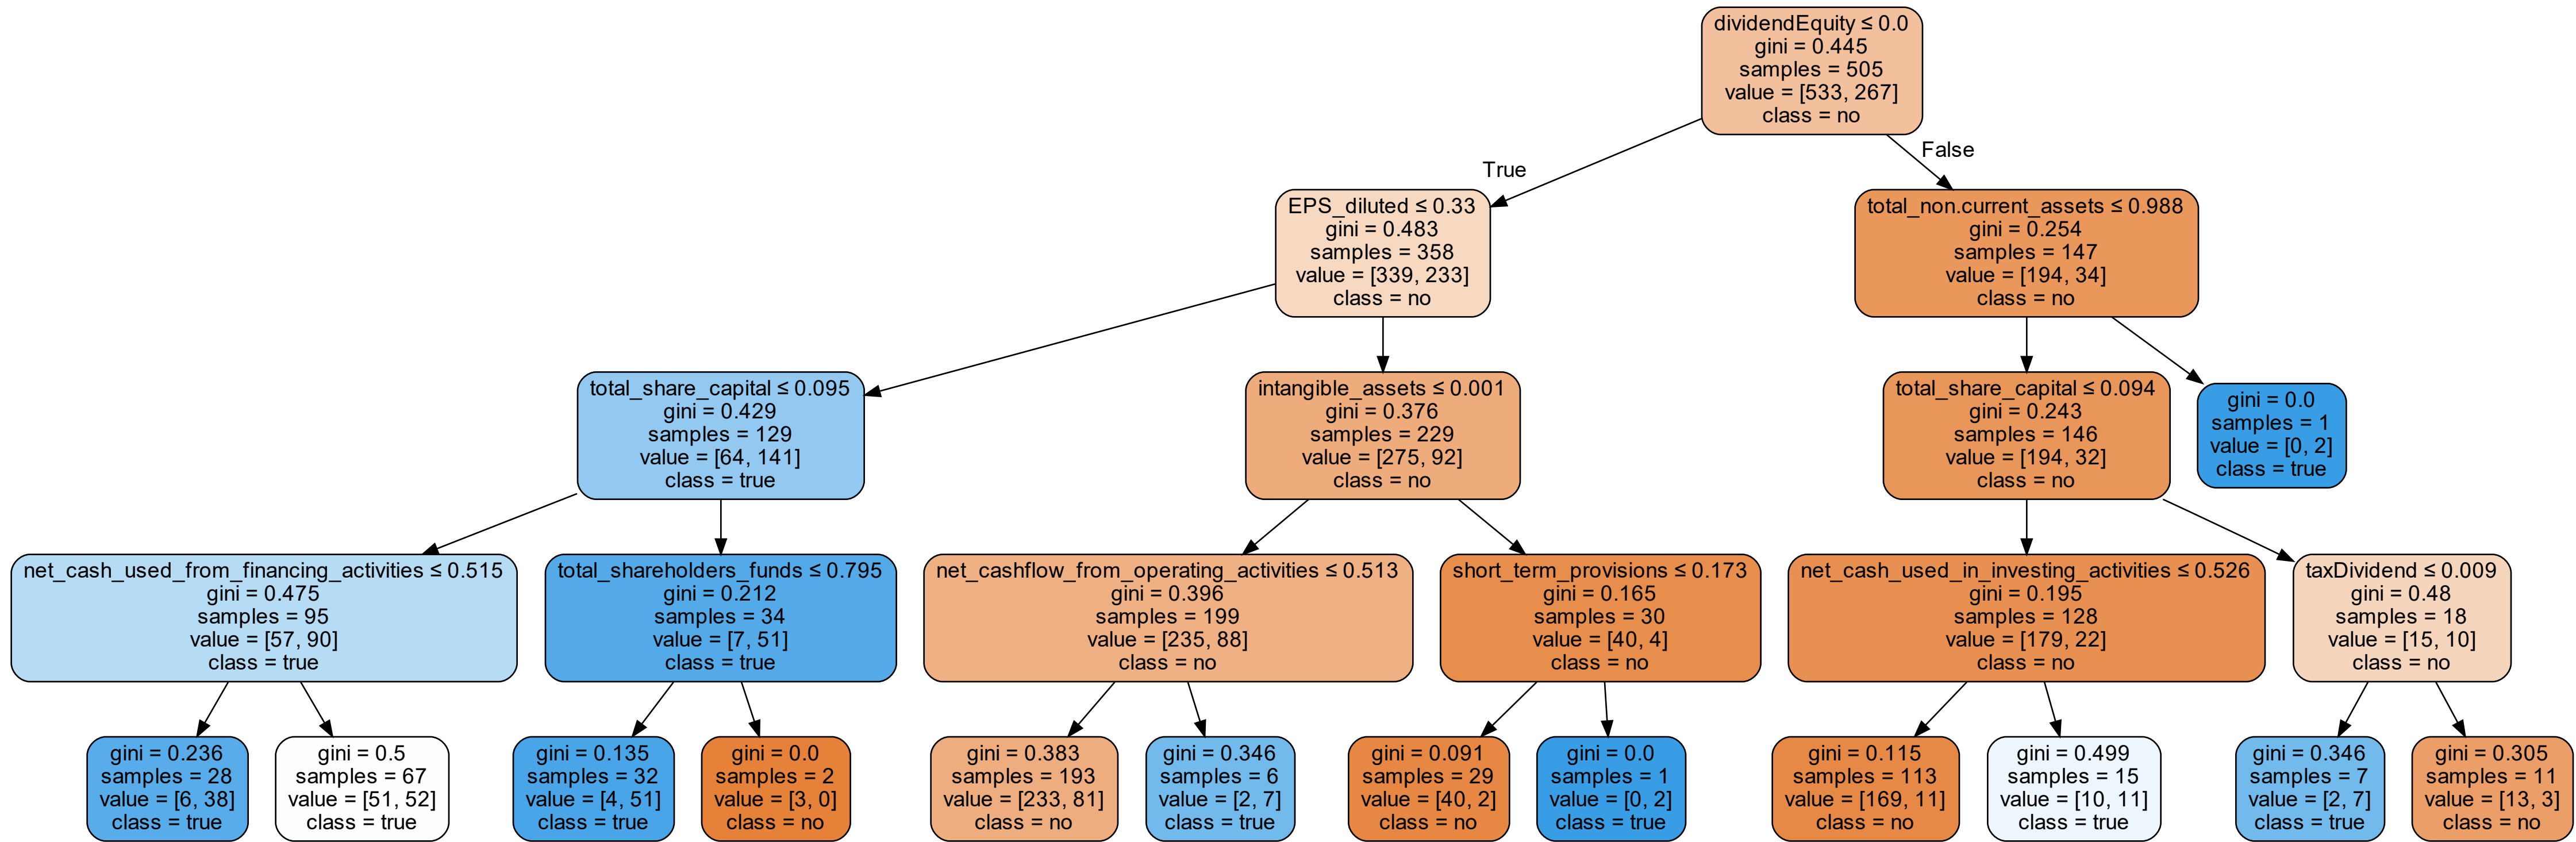 dividendEquity ≤ 0.0
gini = 0.445
samples = 505
value = [533, 267]
class = no
True
False
EPS_diluted ≤ 0.33
gini = 0.483
samples = 358
value = [339, 233]
class = no
total_non.current_assets ≤ 0.988
gini = 0.254
samples = 147
value = [194, 34]
class = no
total_share_capital ≤ 0.095
gini = 0.429
samples = 129
value = [64, 141]
class = true
intangible_assets ≤ 0.001
gini = 0.376
samples = 229
value = [275, 92]
class = no
total_share_capital ≤ 0.094
gini = 0.243
samples = 146
value = [194, 32]
class = no
gini = 0.0
samples = 1
value = [0, 2]
class = true
net_cash_used_from_financing_activities ≤ 0.515
gini = 0.475
samples = 95
value = [57, 90]
class = true
total_shareholders_funds ≤ 0.795
gini = 0.212
samples = 34
value = [7, 51]
class = true
net_cashflow_from_operating_activities ≤ 0.513
gini = 0.396
samples = 199
value = [235, 88]
class = no
short_term_provisions ≤ 0.173
gini = 0.165
samples = 30
value = [40, 4]
class = no
net_cash_used_in_investing_activities ≤ 0.526
gini = 0.195
samples = 128
value = [179, 22]
class = no
taxDividend ≤ 0.009
gini = 0.48
samples = 18
value = [15, 10]
class = no
gini = 0.236
samples = 28
value = [6, 38]
class = true
gini = 0.5
samples = 67
value = [51, 52]
class = true
gini = 0.135
samples = 32
value = [4, 51]
class = true
gini = 0.0
samples = 2
value = [3, 0]
class = no
gini = 0.383
samples = 193
value = [233, 81]
class = no
gini = 0.346
samples = 6
value = [2, 7]
class = true
gini = 0.091
samples = 29
value = [40, 2]
class = no
gini = 0.0
samples = 1
value = [0, 2]
class = true
gini = 0.115
samples = 113
value = [169, 11]
class = no
gini = 0.499
samples = 15
value = [10, 11]
class = true
gini = 0.346
samples = 7
value = [2, 7]
class = true
gini = 0.305
samples = 11
value = [13, 3]
class = no